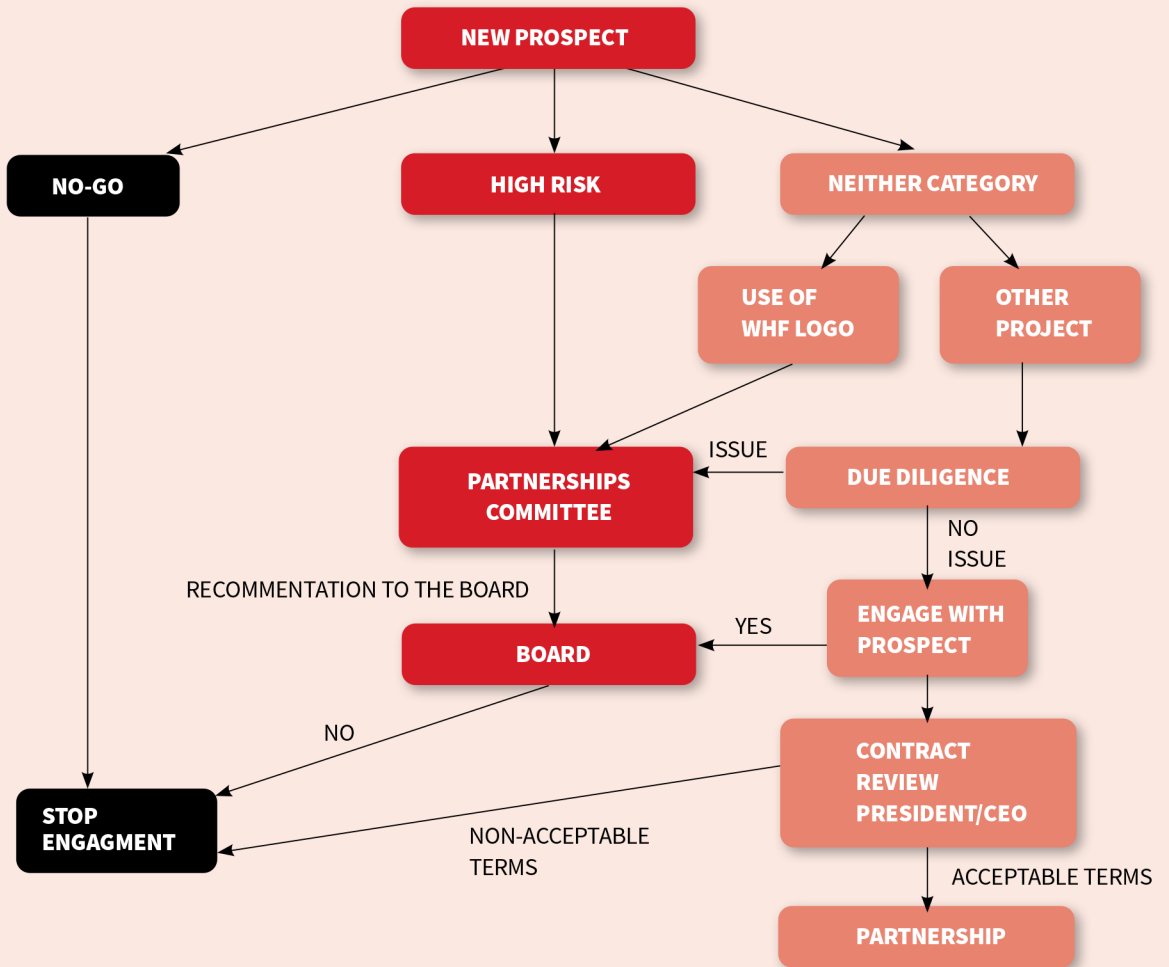 NEW PROSPECT
NO-GO
HIGH RISK
NEITHER CATEGORY
USE OF
WHF LOGO
OTHER
PROJECT
PARTNERSHIPS
COMMITTEE
ISSUE
DUE DILIGENCE
NO
ISSUE
RECOMMENTATION TO THE BOARD
ENGAGE WITH
PROSPECT
YES
BOARD
NO
CONTRACT
REVIEW
PRESIDENT/CEO
STOP
ENGAGMENT
NON-ACCEPTABLE
TERMS
ACCEPTABLE TERMS
PARTNERSHIP